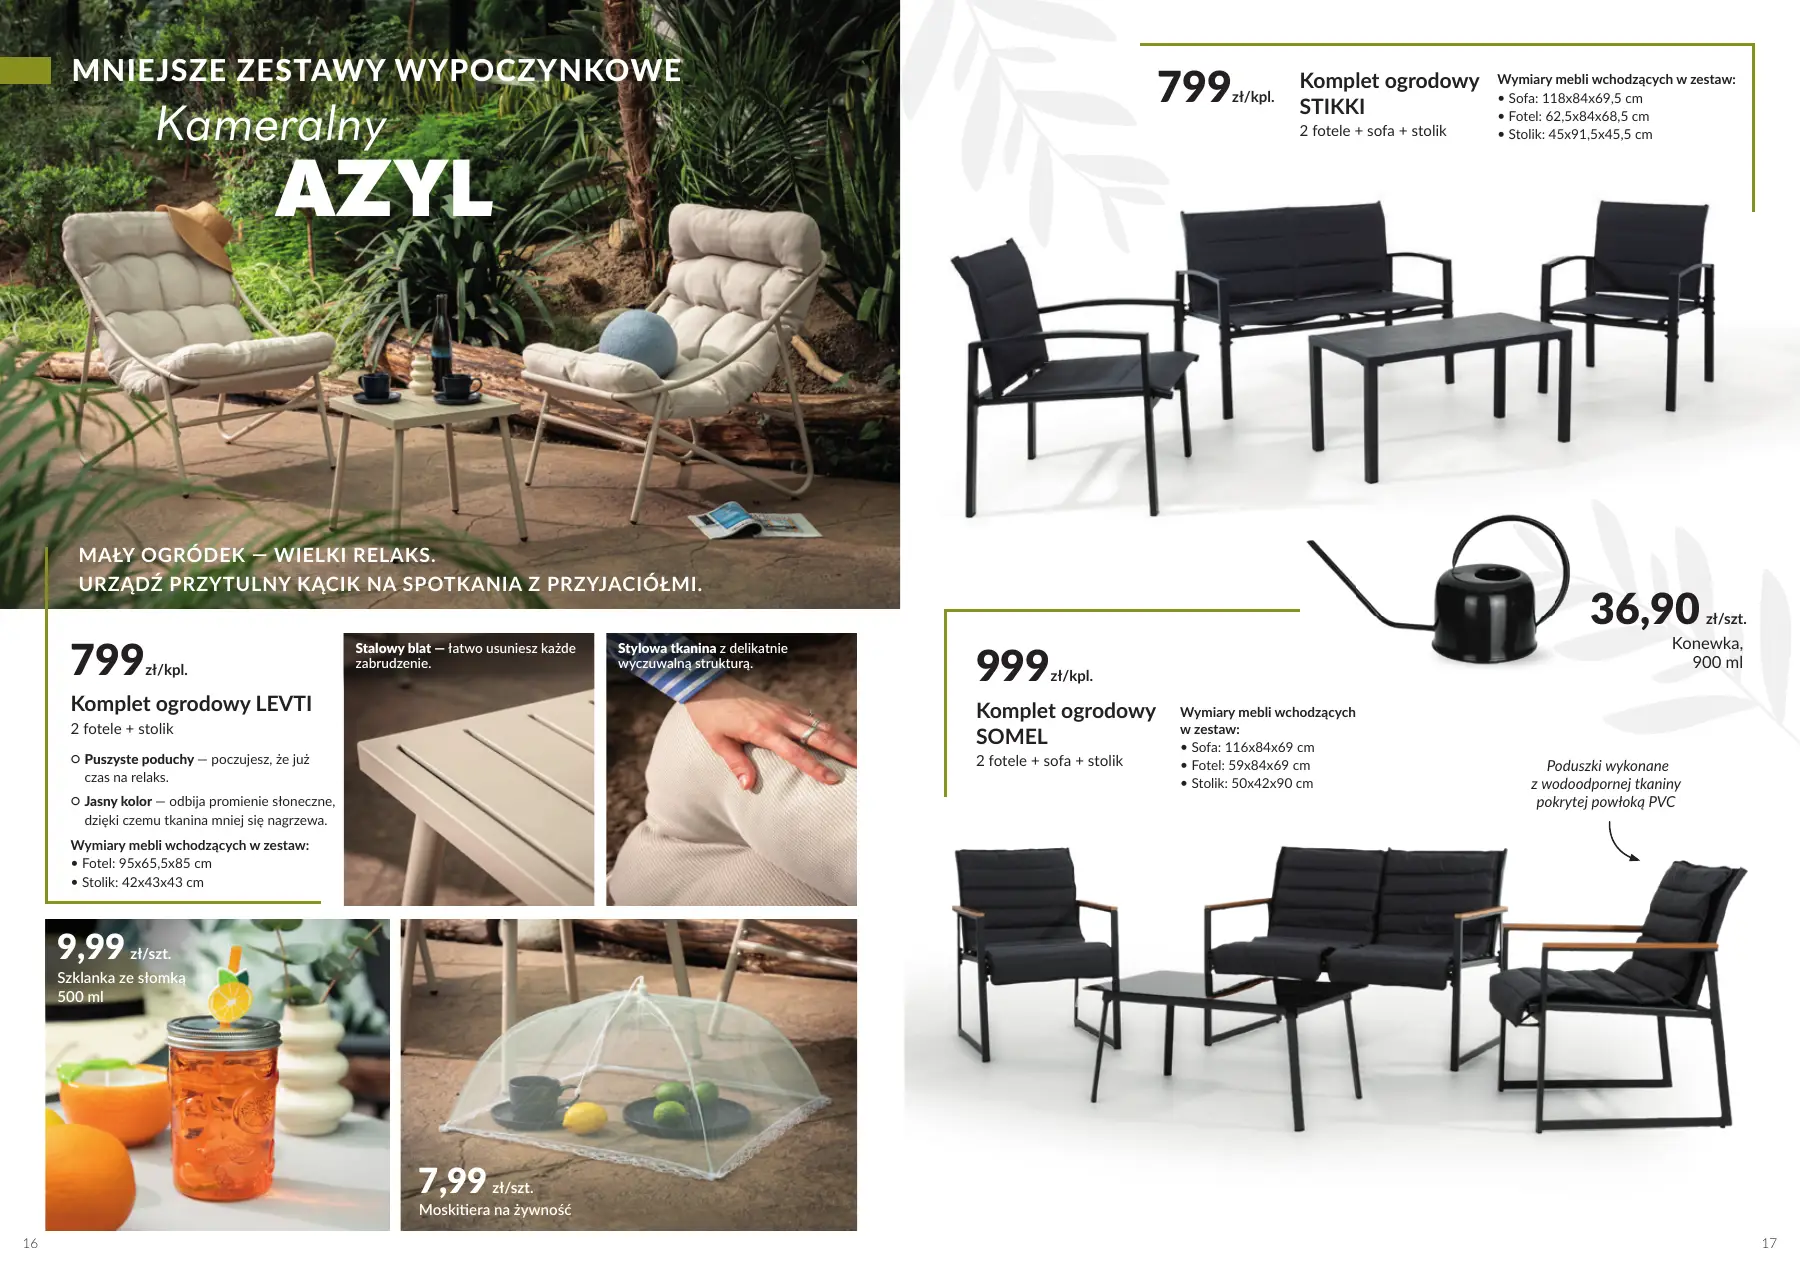 MNIEJSZE ZESTAWY WYPOCZYNKOWE
Kameralny
AZYL
MAŁY OGRÓDEK — WIELKI RELAKS.
URZĄDŹ PRZYTULNY KĄCIK NA SPOTKANIA Z PRZYJACIÓŁMI.
799 zł/kpl.
Komplet ogrodowy LEVTI
2 fotele + stolik
Puszyste poduchy — poczujesz, że już
czas na relaks.
Jasny kolor — odbija promienie słoneczne,
dzięki czemu tkanina mniej się nagrzewa.
Wymiary mebli wchodzących w zestaw:
• Fotel: 95x65,5x85 cm
• Stolik: 42x43x43 cm
Stalowy blat — łatwo usuniesz każde
zabrudzenie.
Stylowa tkanina z delikatnie
wyczuwalną strukturą.
9,99 zł/szt.
Szklanka ze słomką
500 ml
7,99 zł/szt.
Moskitiera na żywność
16
799 zł/kpl.
Komplet ogrodowy
STIKKI
2 fotele + sofa + stolik
Wymiary mebli wchodzących w zestaw:
• Sofa: 118x84x69,5 cm
• Fotel: 62,5x84x68,5 cm
• Stolik: 45x91,5x45,5 cm
36,90 zł/szt.
Konewka,
900 ml
999 zł/kpl.
Komplet ogrodowy
SOMEL
2 fotele + sofa + stolik
Wymiary mebli wchodzących
w zestaw:
• Sofa: 116x84x69 cm
• Fotel: 59x84x69 cm
• Stolik: 50x42x90 cm
Poduszki wykonane
z wodoodpornej tkaniny
pokrytej powłoką PVC
17